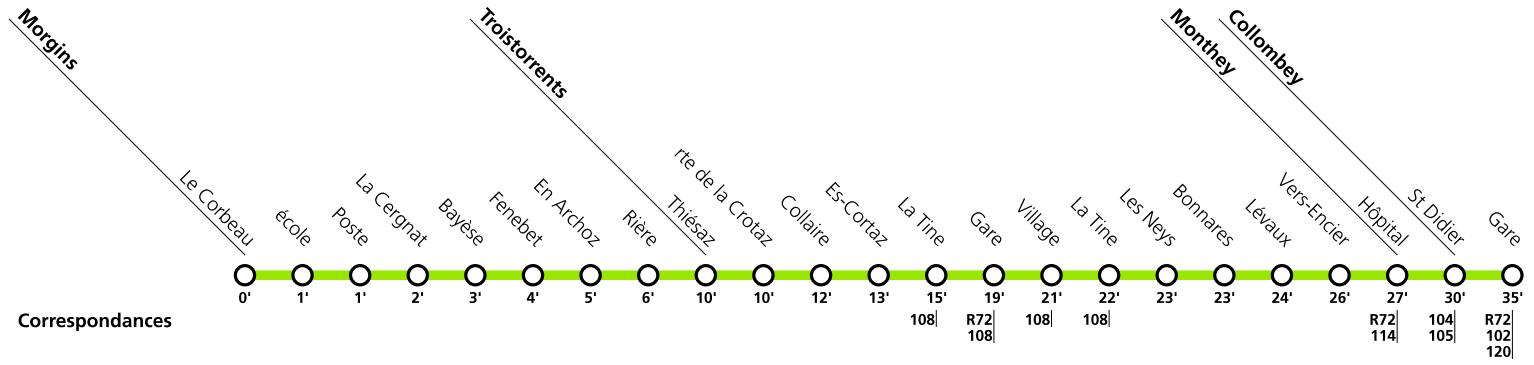 Morgins
Troistorrents
Monthey
Collombey
Le Corbeau
école
Poste
La Cergnat
Bayèse
Fenebet
En Archoz
Rière
Thiésaz
rte de la Crotaz
Collaire
Es-Cortaz
La Tine
Gare
Village
La Tine
Les Neys
Bonnares
Lévaux
Vers-Encier
Hôpital
St Didier
Gare
0' 1' 1' 2' 3' 4' 5' 6' 10' 10' 12' 13' 15' 19' 21' 22' 23' 23' 24' 26' 27' 30' 35'
Correspondances 108 R72 108 108 R72 104 R72
108 114 105 102
120